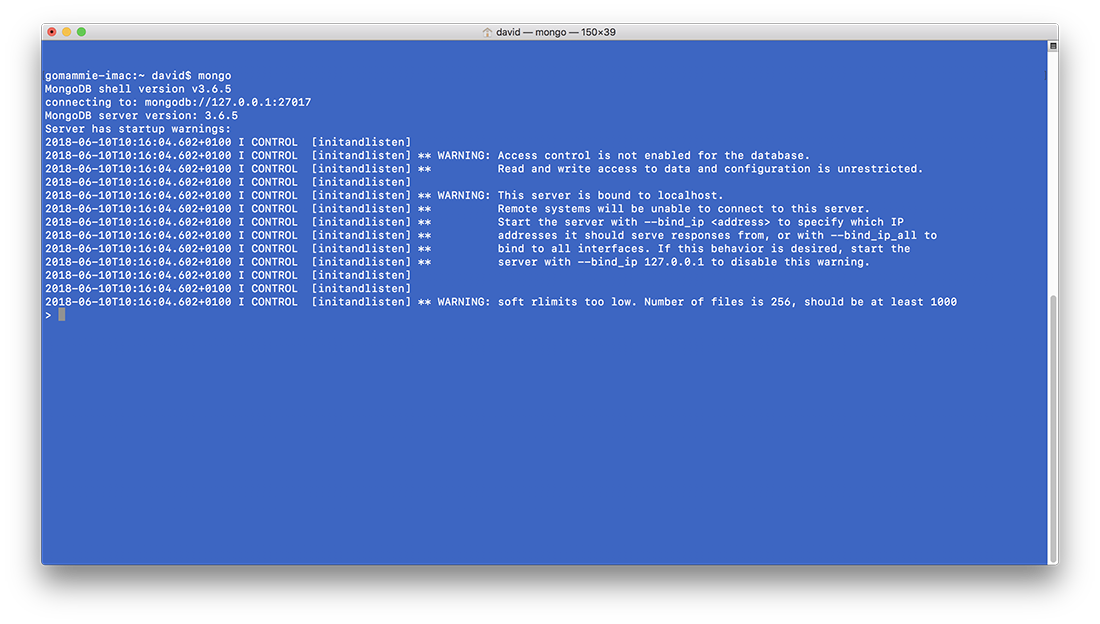 david — mongo — 150×39
gomammie-imac:~ david$ mongo
MongoDB shell version v3.6.5
connecting to: mongodb://127.0.0.1:27017
MongoDB server version: 3.6.5
Server has startup warnings:
2018-06-10T10:16:04.602+0100 I CONTROL  [initandlisten]
2018-06-10T10:16:04.602+0100 I CONTROL  [initandlisten] ** WARNING: Access control is not enabled for the database.
2018-06-10T10:16:04.602+0100 I CONTROL  [initandlisten] **          Read and write access to data and configuration is unrestricted.
2018-06-10T10:16:04.602+0100 I CONTROL  [initandlisten]
2018-06-10T10:16:04.602+0100 I CONTROL  [initandlisten] ** WARNING: This server is bound to localhost.
2018-06-10T10:16:04.602+0100 I CONTROL  [initandlisten] **          Remote systems will be unable to connect to this server.
2018-06-10T10:16:04.602+0100 I CONTROL  [initandlisten] **          Start the server with --bind_ip <address> to specify which IP
2018-06-10T10:16:04.602+0100 I CONTROL  [initandlisten] **          addresses it should serve responses from, or with --bind_ip_all to
2018-06-10T10:16:04.602+0100 I CONTROL  [initandlisten] **          bind to all interfaces. If this behavior is desired, start the
2018-06-10T10:16:04.602+0100 I CONTROL  [initandlisten] **          server with --bind_ip 127.0.0.1 to disable this warning.
2018-06-10T10:16:04.602+0100 I CONTROL  [initandlisten]
2018-06-10T10:16:04.602+0100 I CONTROL  [initandlisten]
2018-06-10T10:16:04.602+0100 I CONTROL  [initandlisten] ** WARNING: soft rlimits too low. Number of files is 256, should be at least 1000
>